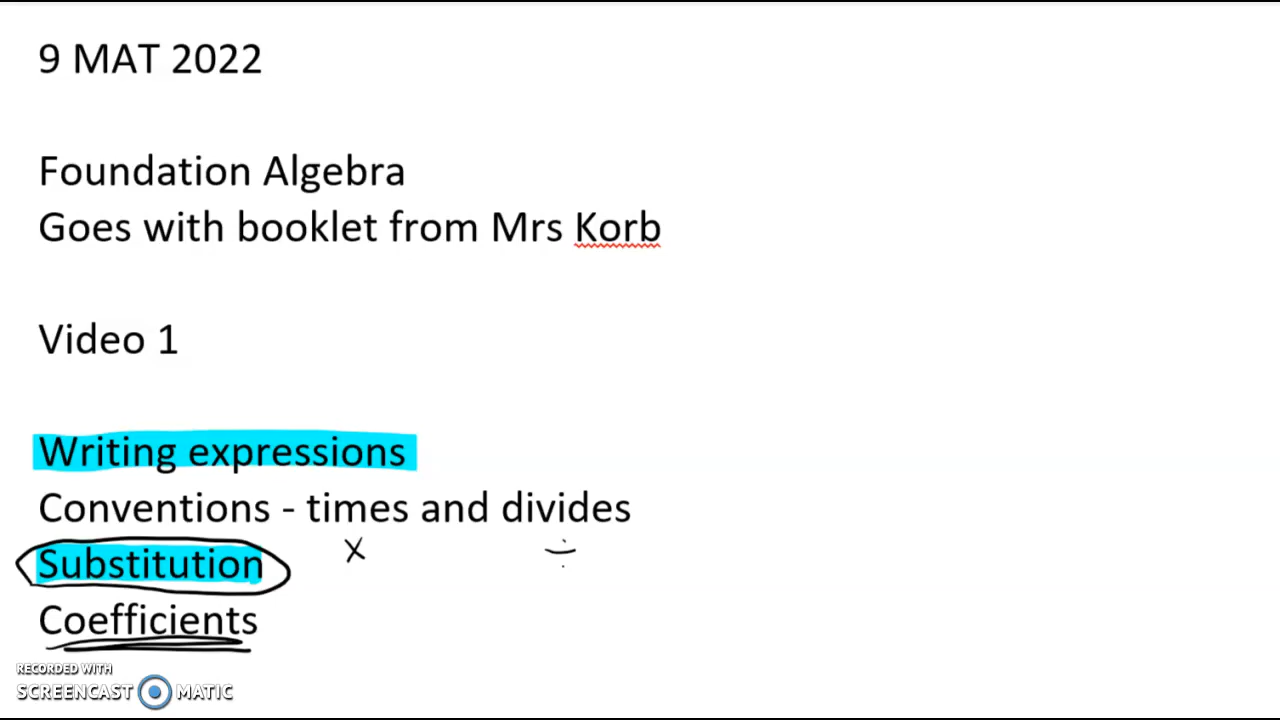 9 MAT 2022
Foundation Algebra
Goes with booklet from Mrs Korb
Video 1
Writing expressions
Conventions - times and divides
× ÷
Substitution
Coefficients
RECORDED WITH
SCREENCAST MATIC